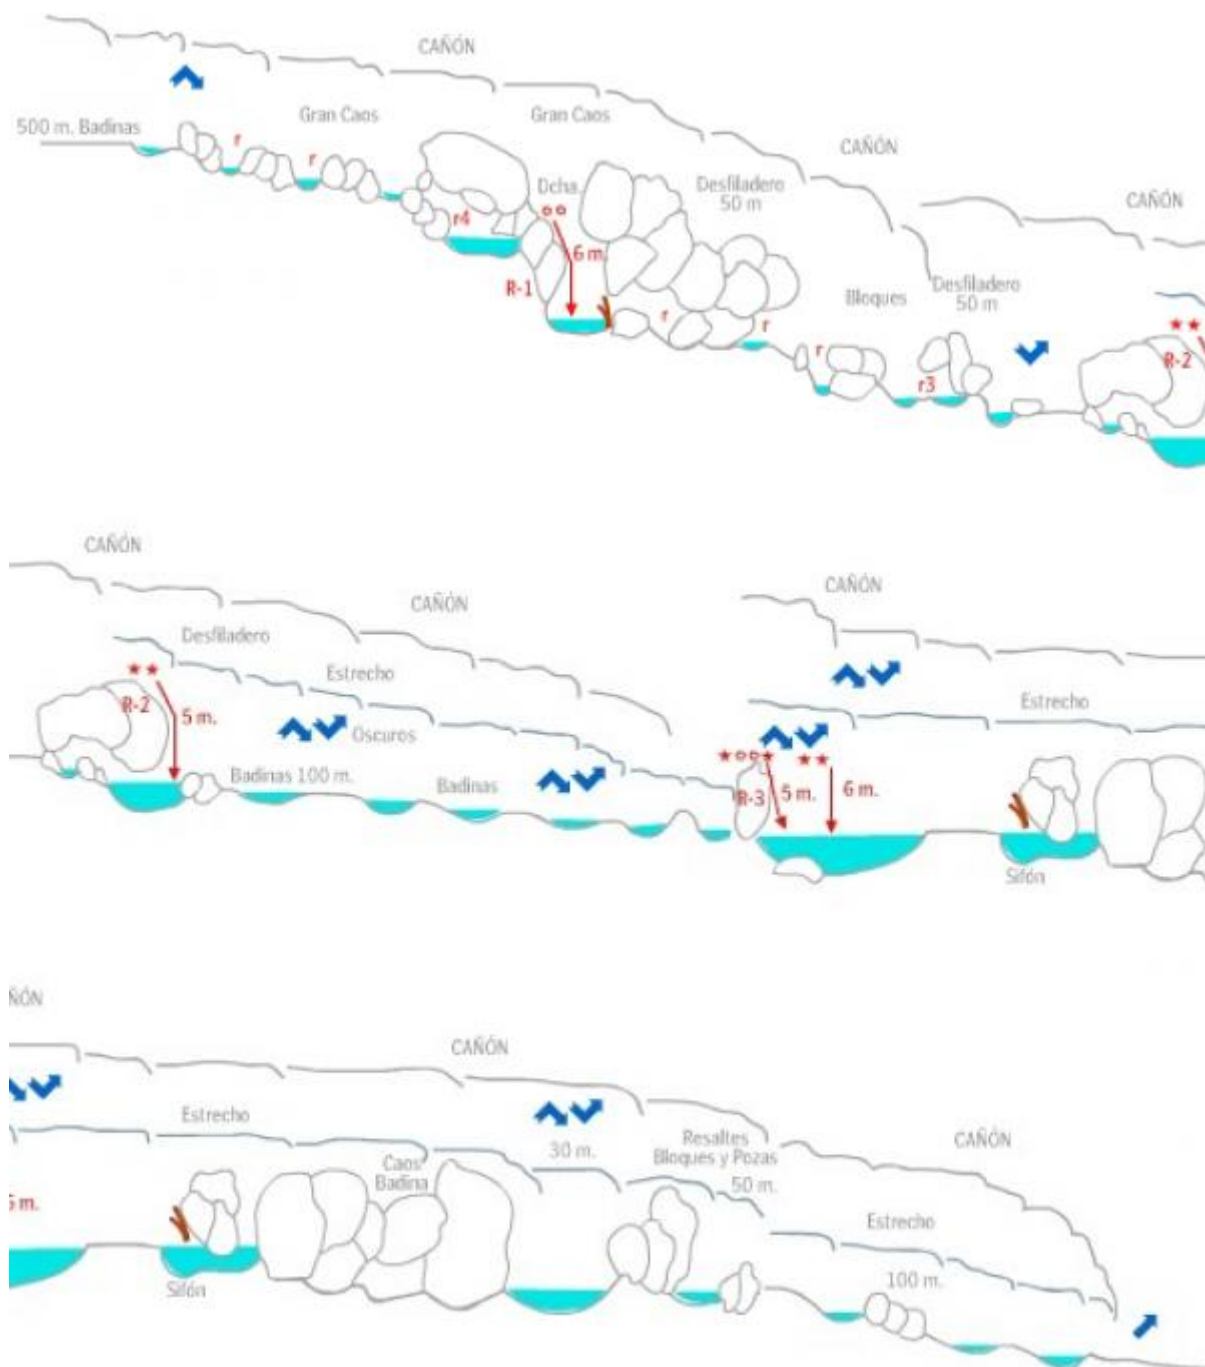 CAÑÓN
Gran Caos
Gran Caos
500 m. Badinas
CAÑÓN
r
r
Dcha.
Desfiladero
50 m
CAÑÓN
r4
6 m.
R-1
Bloques
Desfiladero
50 m
r
r
r
r3
R-2
CAÑÓN
CAÑÓN
CAÑÓN
Desfiladero
Estrecho
Estrecho
R-2
5 m.
Oscuros
Badinas 100 m.
Badinas
R-3
5 m.
6 m.
Sifón
ÑÓN
CAÑÓN
Estrecho
30 m.
Resaltes
Bloques y Pozas
50 m.
CAÑÓN
Caos
Badina
5 m.
Estrecho
Sifón
100 m.